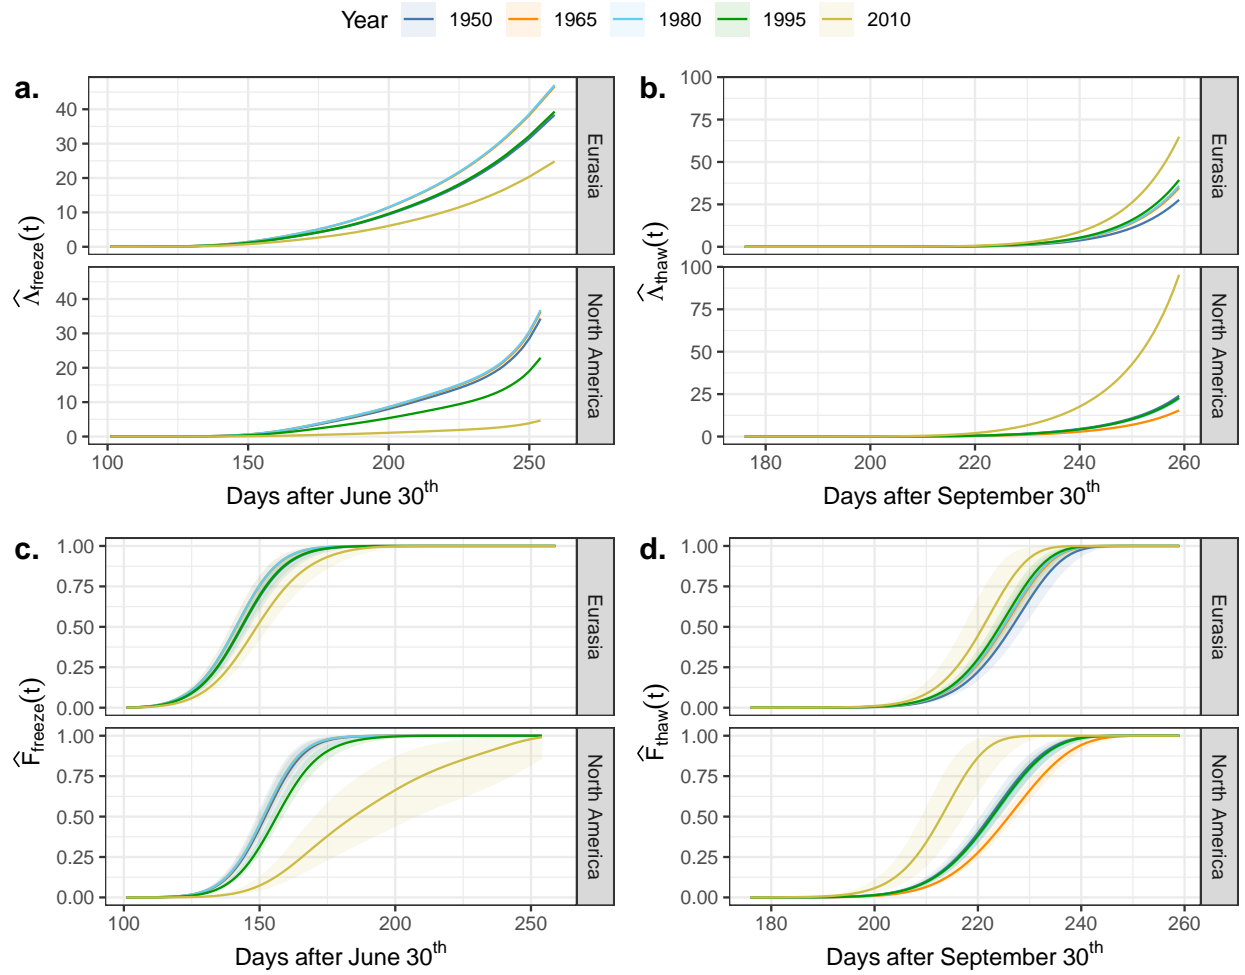 Year 1950 1965 1980 1995 2010
a.
40
30
20
10
0
Eurasia
40
30
20
10
0
North America
Λ̂freeze(t)
100 150 200 250
Days after June 30th
b.
100
75
50
25
0
Eurasia
100
75
50
25
0
North America
Λ̂thaw(t)
180 200 220 240 260
Days after September 30th
c.
1.00
0.75
0.50
0.25
0.00
Eurasia
1.00
0.75
0.50
0.25
0.00
North America
F̂freeze(t)
100 150 200 250
Days after June 30th
d.
1.00
0.75
0.50
0.25
0.00
Eurasia
1.00
0.75
0.50
0.25
0.00
North America
F̂thaw(t)
180 200 220 240 260
Days after September 30th